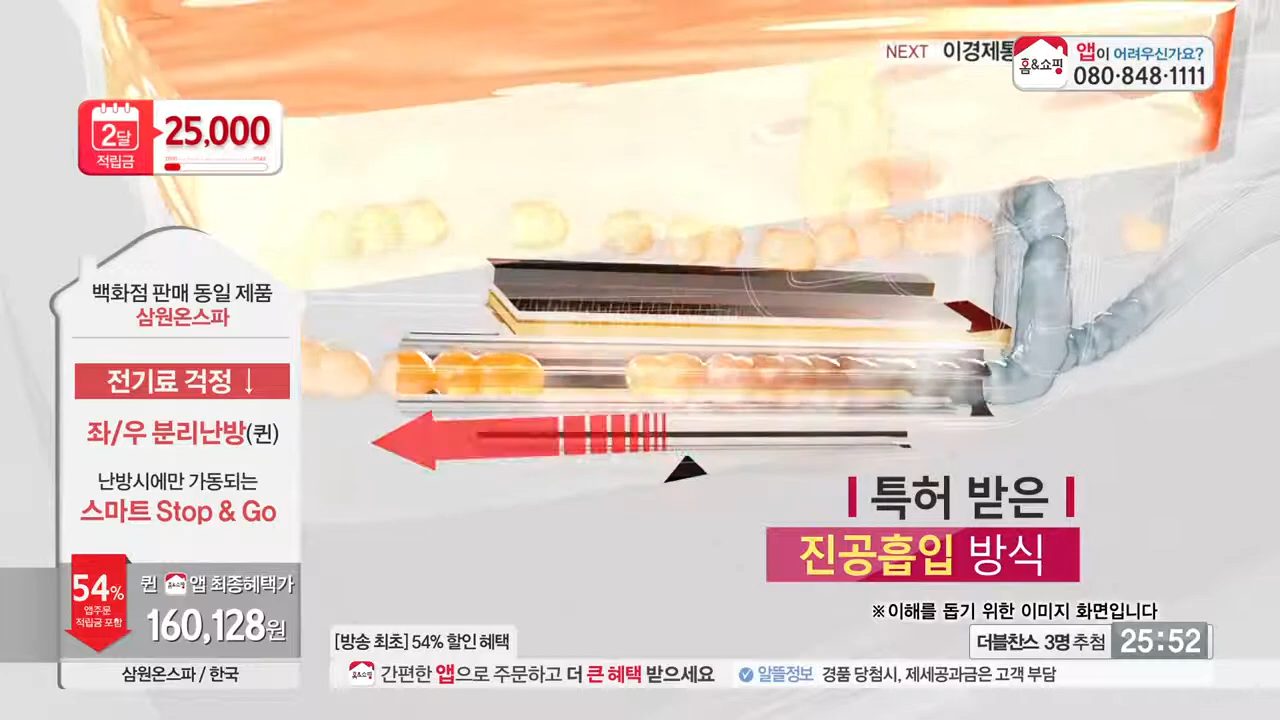 NEXT 이경제통
홈&쇼핑
앱이 어려우신가요?
080·848·1111
2달
적립금
25,000
백화점 판매 동일 제품
삼원온스파
전기료 걱정 ↓
좌/우 분리난방(퀸)
난방시에만 가동되는
스마트 Stop & Go
54%
앱주문
적립금 포함
퀸 홈&쇼핑 앱 최종혜택가
160,128원
삼원온스파 / 한국
특허 받은
진공흡입 방식
※이해를 돕기 위한 이미지 화면입니다
[방송 최초] 54% 할인 혜택
더블찬스 3명 추첨 25:52
홈&쇼핑 간편한 앱으로 주문하고 더 큰 혜택 받으세요
알뜰정보 경품 당첨시, 제세공과금은 고객 부담